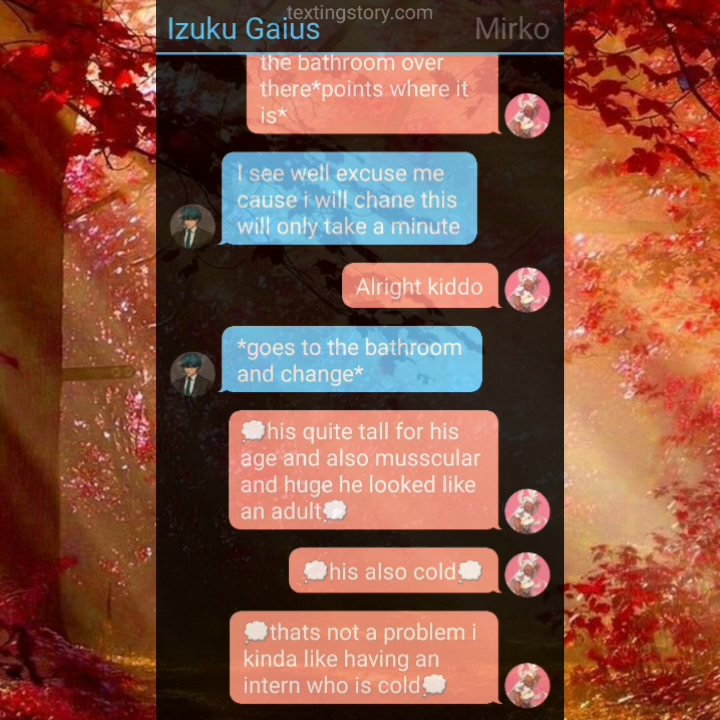 textingstory.com
Izuku Gaius
Mirko
the bathroom over
there*points where it
is*
I see well excuse me
cause i will chane this
will only take a minute
Alright kiddo
*goes to the bathroom
and change*
💭his quite tall for his
age and also musscular
and huge he looked like
an adult💭
💭his also cold💭
💭thats not a problem i
kinda like having an
intern who is cold💭